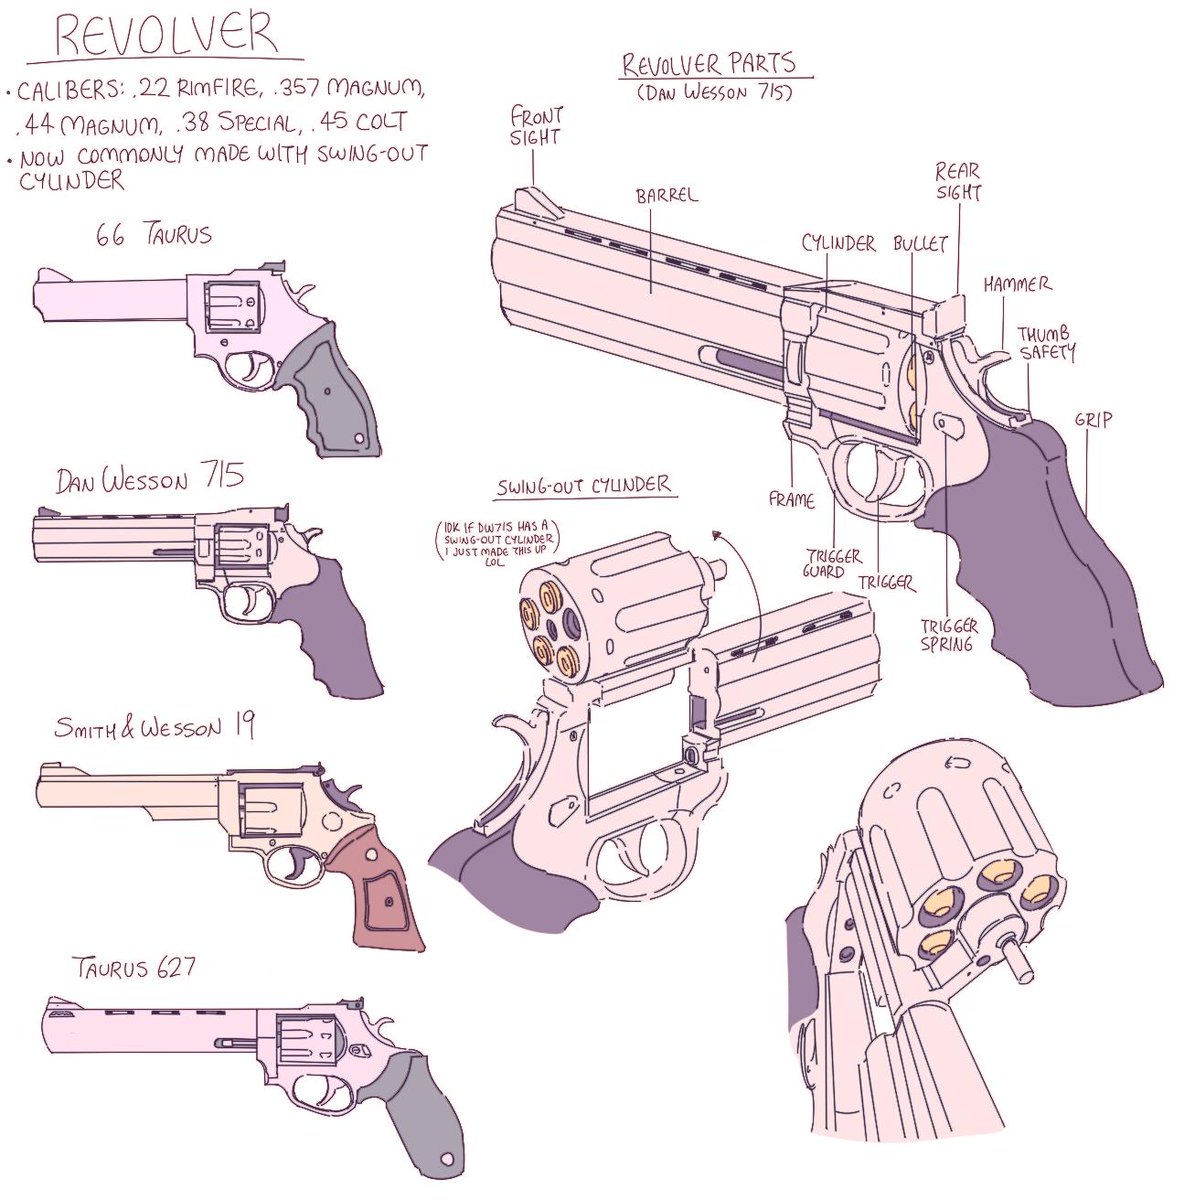 REVOLVER
• CALIBERS: .22 RIMFIRE, .357 MAGNUM,
.44 MAGNUM, .38 SPECIAL, .45 COLT
• NOW COMMONLY MADE WITH SWING-OUT
CYLINDER
66 TAURUS
DAN WESSON 715
SMITH & WESSON 19
TAURUS 627
REVOLVER PARTS
(DAN WESSON 715)
FRONT
SIGHT
BARREL
CYLINDER
BULLET
REAR
SIGHT
HAMMER
THUMB
SAFETY
GRIP
FRAME
TRIGGER
GUARD
TRIGGER
TRIGGER
SPRING
SWING-OUT CYLINDER
(IDK IF DW715 HAS A
SWING-OUT CYLINDER
I JUST MADE THIS UP
LOL)